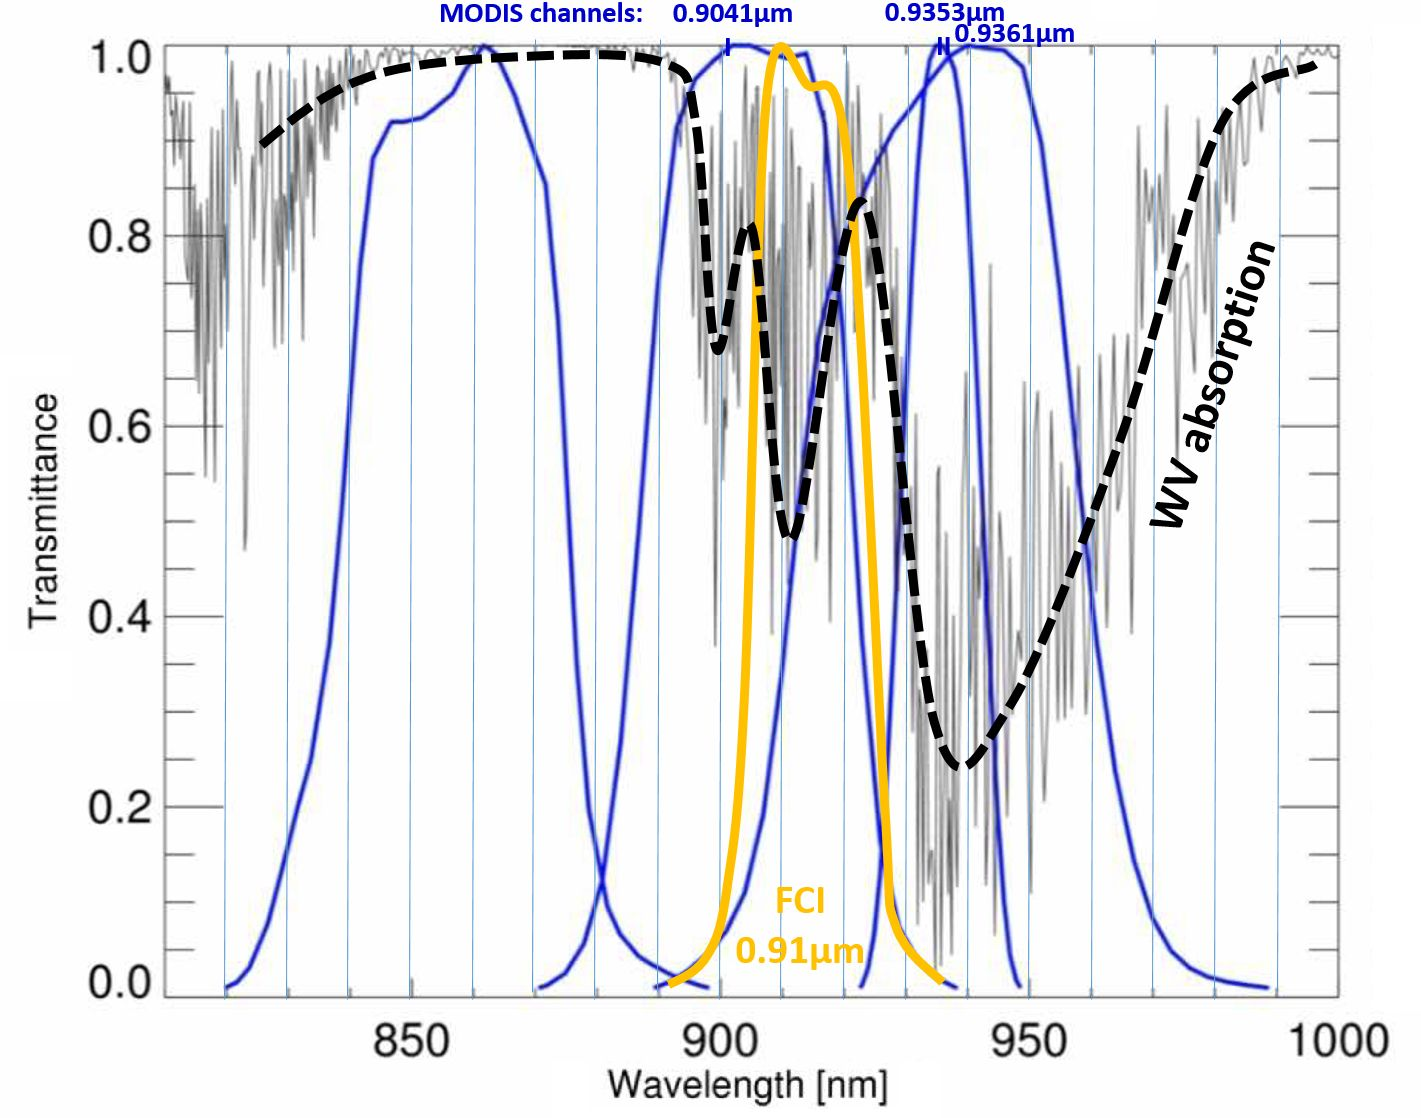 MODIS channels: 0.9041µm 0.9353µm
0.9361µm
1.0
0.8
0.6
0.4
0.2
0.0
Transmittance
WV absorption
FCI
0.91µm
850 900 950 1000
Wavelength [nm]